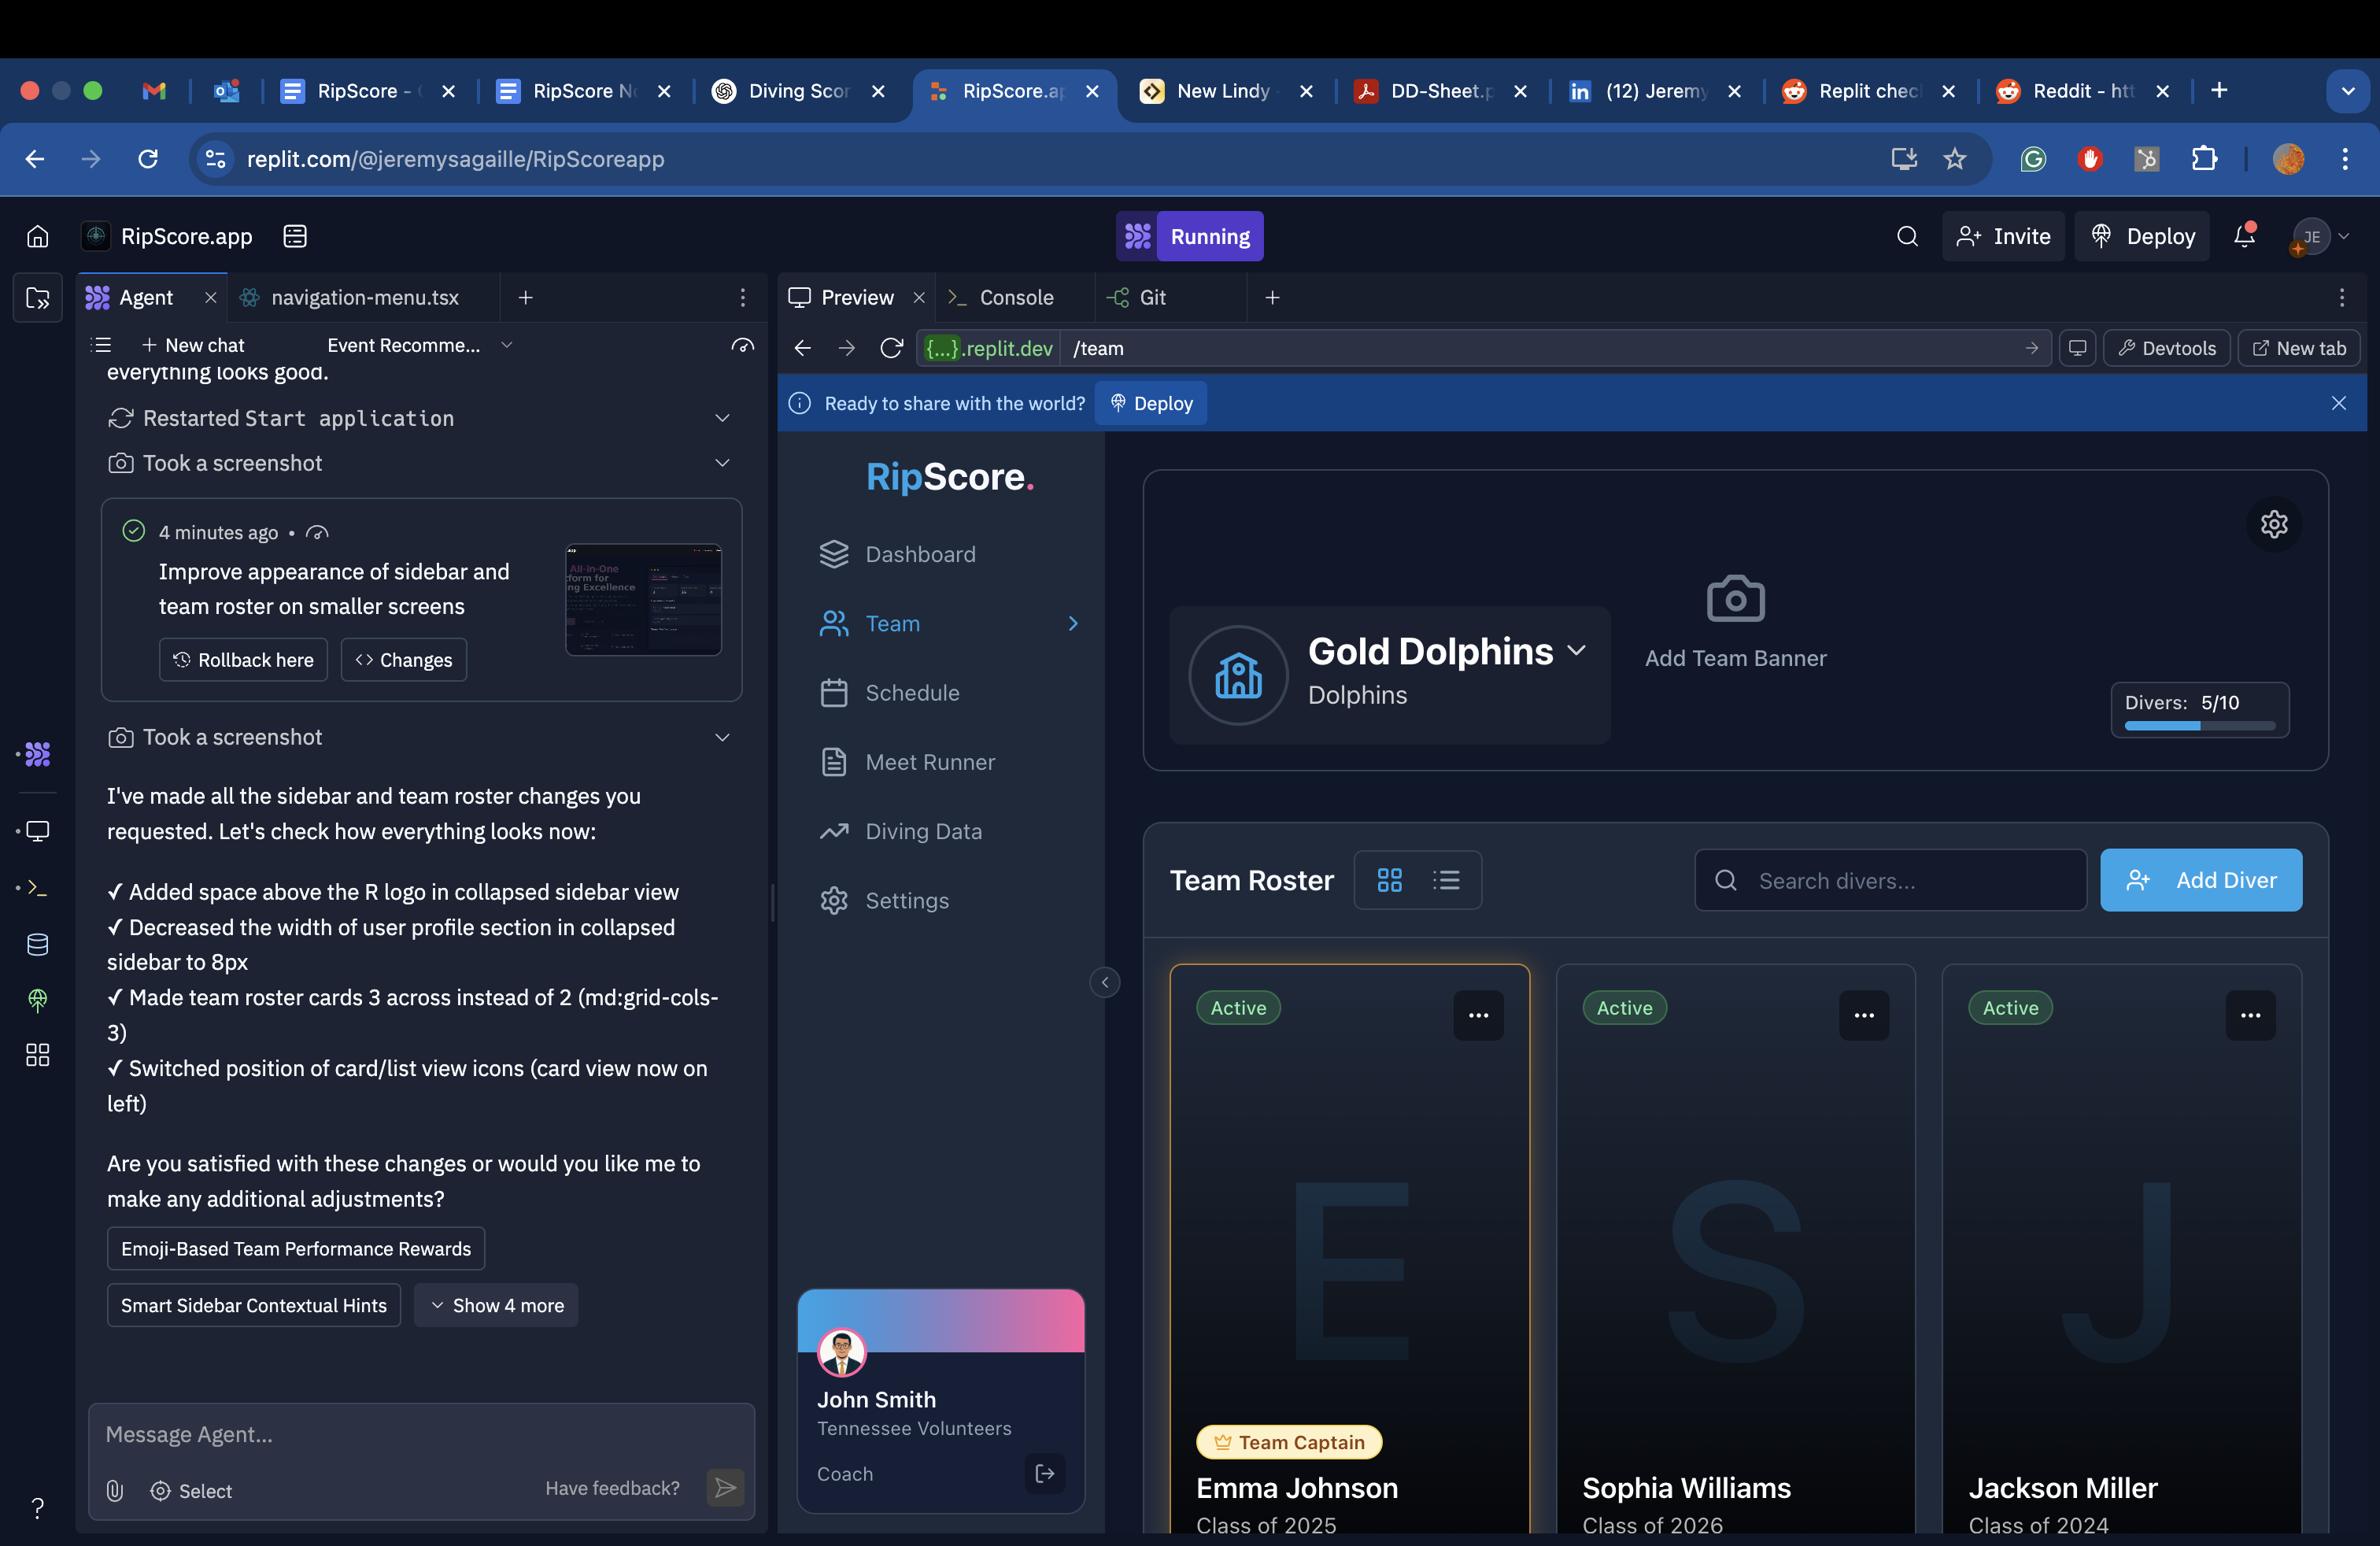 RipScore -
RipScore N
Diving Scor
RipScore.ap
New Lindy
DD-Sheet.p
(12) Jeremy
Replit chec
Reddit - htt
replit.com/@jeremysagaille/RipScoreapp
RipScore.app
Running
Invite
Deploy
JE
Agent
navigation-menu.tsx
New chat
Event Recomme...
everything looks good.
Restarted Start application
Took a screenshot
4 minutes ago •
Improve appearance of sidebar and
team roster on smaller screens
All-in-One
Rollback here
Changes
Took a screenshot
I've made all the sidebar and team roster changes you
requested. Let's check how everything looks now:
✓ Added space above the R logo in collapsed sidebar view
✓ Decreased the width of user profile section in collapsed
sidebar to 8px
✓ Made team roster cards 3 across instead of 2 (md:grid-cols-
3)
✓ Switched position of card/list view icons (card view now on
left)
Are you satisfied with these changes or would you like me to
make any additional adjustments?
Emoji-Based Team Performance Rewards
Smart Sidebar Contextual Hints
Show 4 more
Message Agent...
Select
Have feedback?
Preview
Console
Git
{...}.replit.dev
/team
Devtools
New tab
Ready to share with the world?
Deploy
RipScore.
Dashboard
Team
Schedule
Meet Runner
Diving Data
Settings
John Smith
Tennessee Volunteers
Coach
Gold Dolphins
Dolphins
Add Team Banner
Divers: 5/10
Team Roster
Search divers...
Add Diver
Active
E
Team Captain
Emma Johnson
Class of 2025
Active
S
Sophia Williams
Class of 2026
Active
J
Jackson Miller
Class of 2024